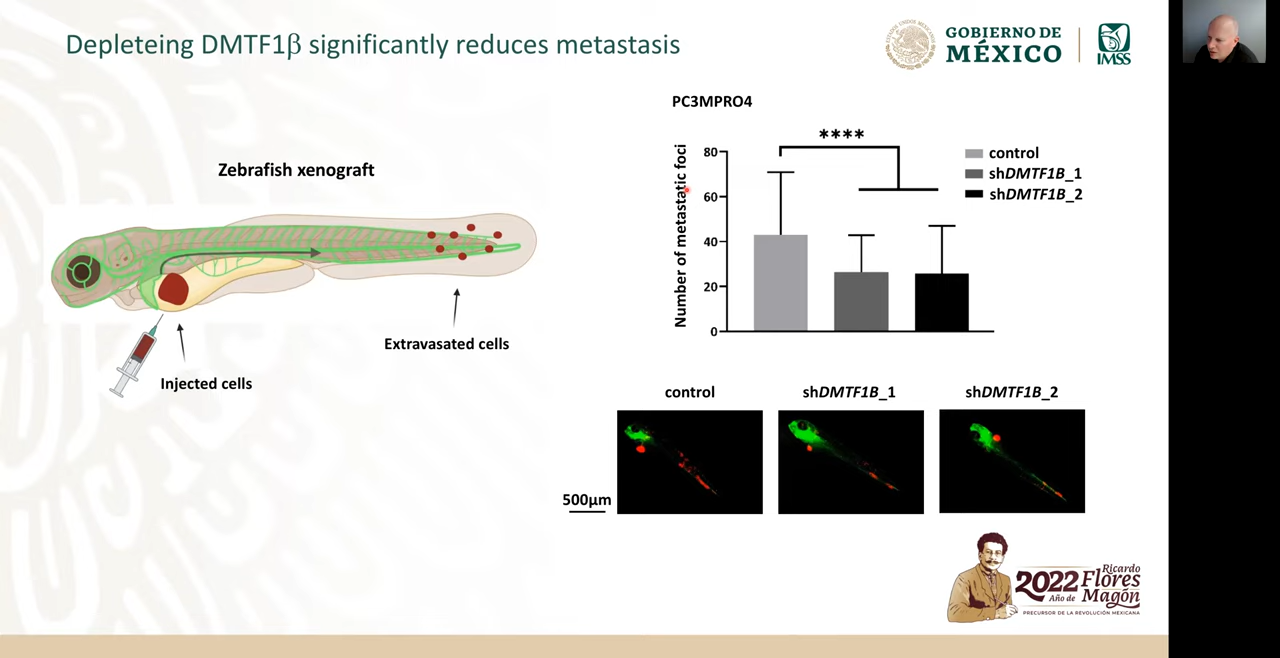 Depleteing DMTF1β significantly reduces metastasis
GOBIERNO DE
MÉXICO
IMSS
Zebrafish xenograft
Injected cells
Extravasated cells
PC3MPRO4
****
Number of metastatic foci
80
60
40
20
0
control
shDMTF1B_1
shDMTF1B_2
control
shDMTF1B_1
shDMTF1B_2
500µm
2022
Año de
Ricardo
Flores
Magón
PRECURSOR DE LA REVOLUCIÓN MEXICANA